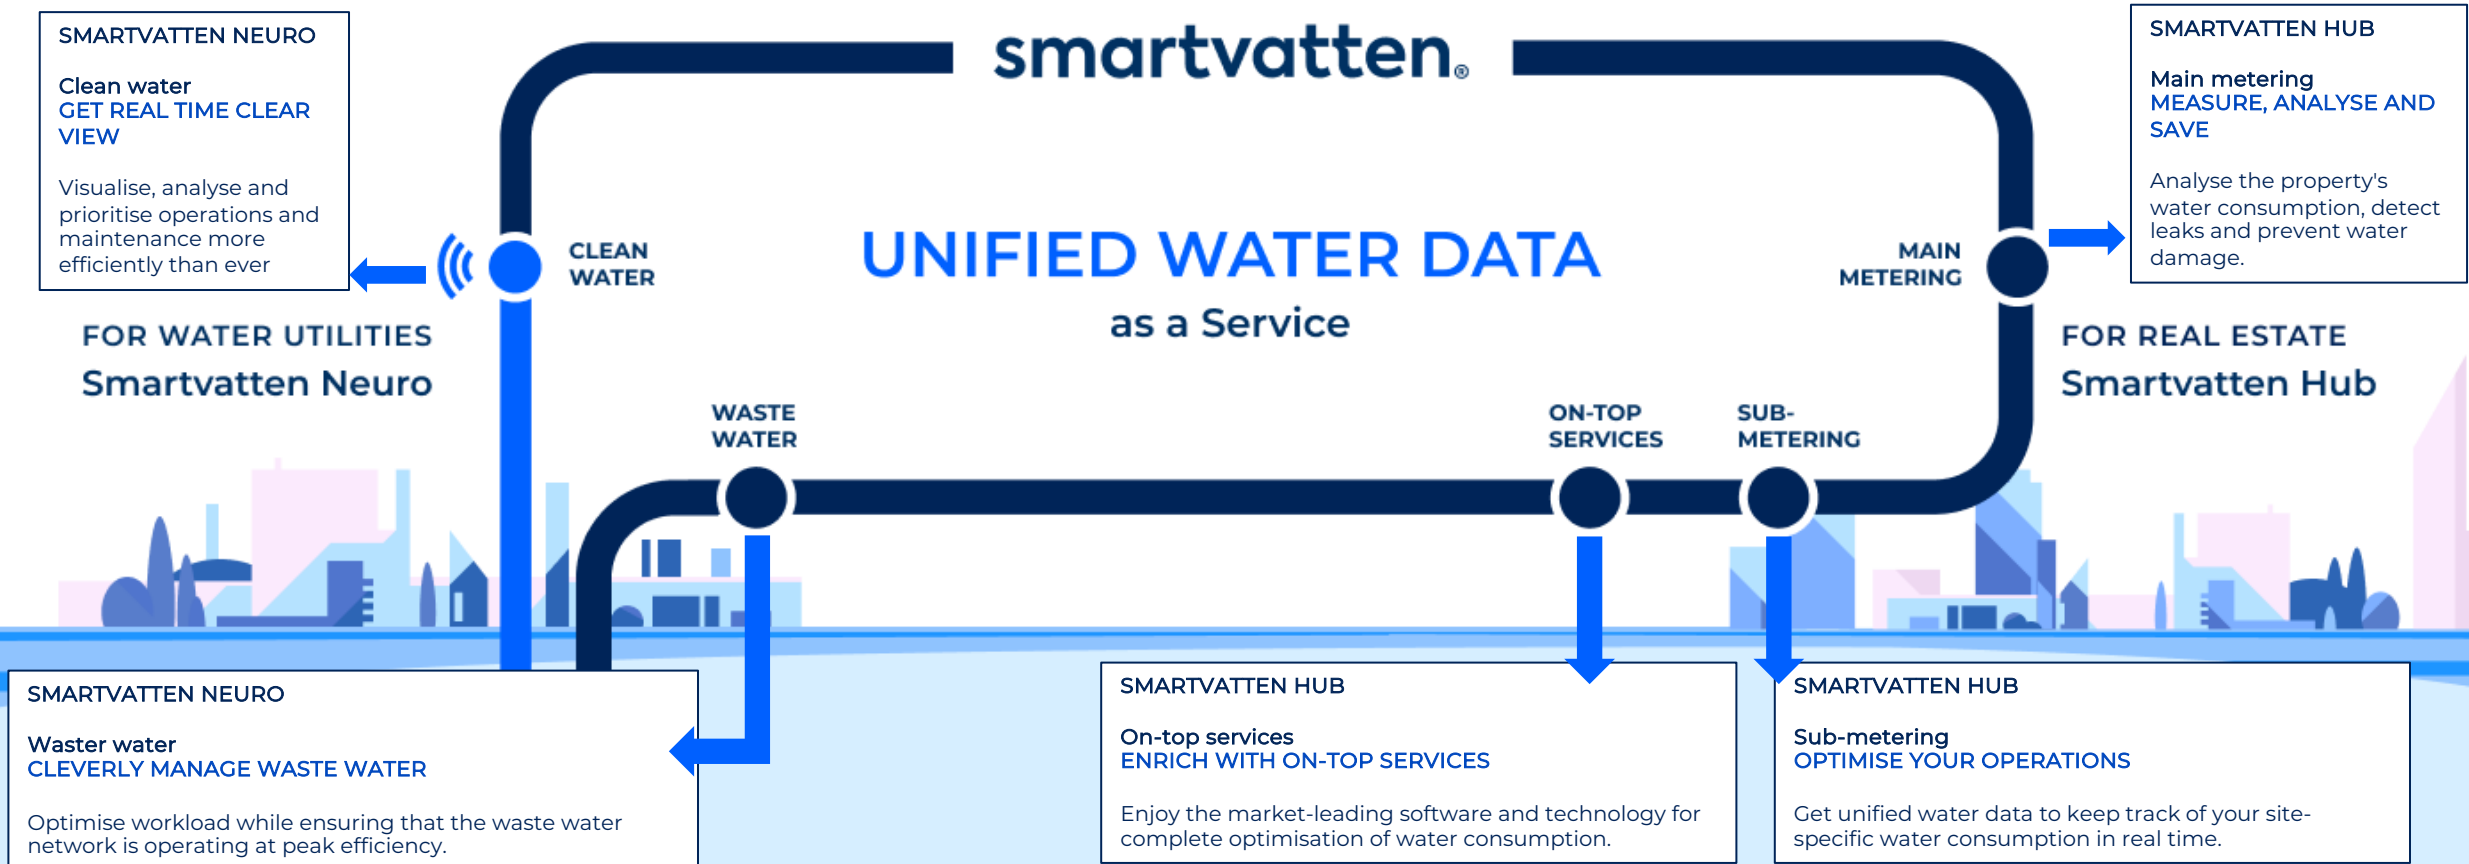 SMARTVATTEN NEURO
Clean water
GET REAL TIME CLEAR
VIEW
Visualise, analyse and
prioritise operations and
maintenance more
efficiently than ever
smartvatten®
SMARTVATTEN HUB
Main metering
MEASURE, ANALYSE AND
SAVE
Analyse the property's
water consumption, detect
leaks and prevent water
damage.
CLEAN
WATER
UNIFIED WATER DATA
as a Service
MAIN
METERING
FOR WATER UTILITIES
Smartvatten Neuro
FOR REAL ESTATE
Smartvatten Hub
WASTE
WATER
ON-TOP
SERVICES
SUB-
METERING
SMARTVATTEN NEURO
Waster water
CLEVERLY MANAGE WASTE WATER
Optimise workload while ensuring that the waste water
network is operating at peak efficiency.
SMARTVATTEN HUB
On-top services
ENRICH WITH ON-TOP SERVICES
Enjoy the market-leading software and technology for
complete optimisation of water consumption.
SMARTVATTEN HUB
Sub-metering
OPTIMISE YOUR OPERATIONS
Get unified water data to keep track of your site-
specific water consumption in real time.